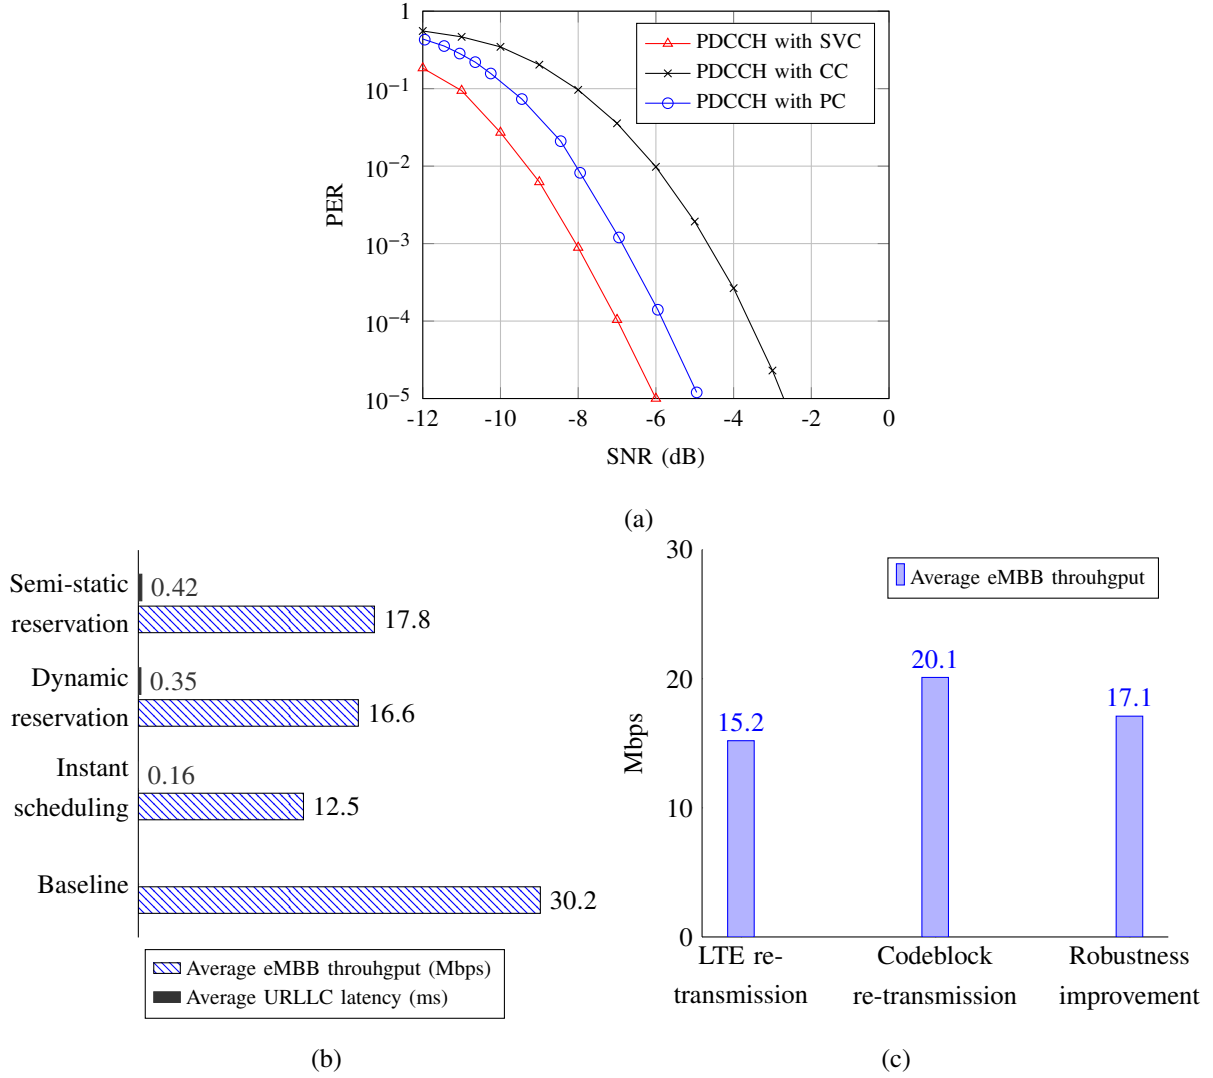 1
10−1
10−2
10−3
10−4
10−5
PER
-12 -10 -8 -6 -4 -2 0
SNR (dB)
PDCCH with SVC
PDCCH with CC
PDCCH with PC
(a)
Semi-static
reservation
0.42
17.8
Dynamic
reservation
0.35
16.6
Instant
scheduling
0.16
12.5
Baseline
30.2
Average eMBB throuhgput (Mbps)
Average URLLC latency (ms)
(b)
30
20
10
0
Mbps
Average eMBB throuhgput
15.2
20.1
17.1
LTE re-
transmission
Codeblock
re-transmission
Robustness
improvement
(c)